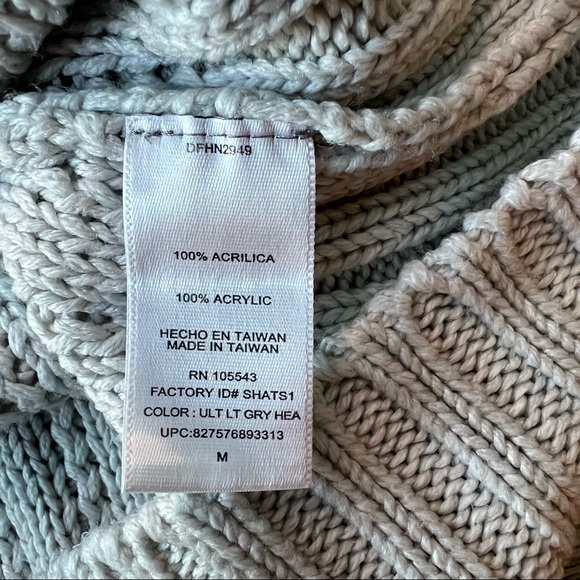 DFHN2949
100% ACRILICA
100% ACRYLIC
HECHO EN TAIWAN
MADE IN TAIWAN
RN 105543
FACTORY ID# SHATS1
COLOR : ULT LT GRY HEA
UPC:827576893313
M